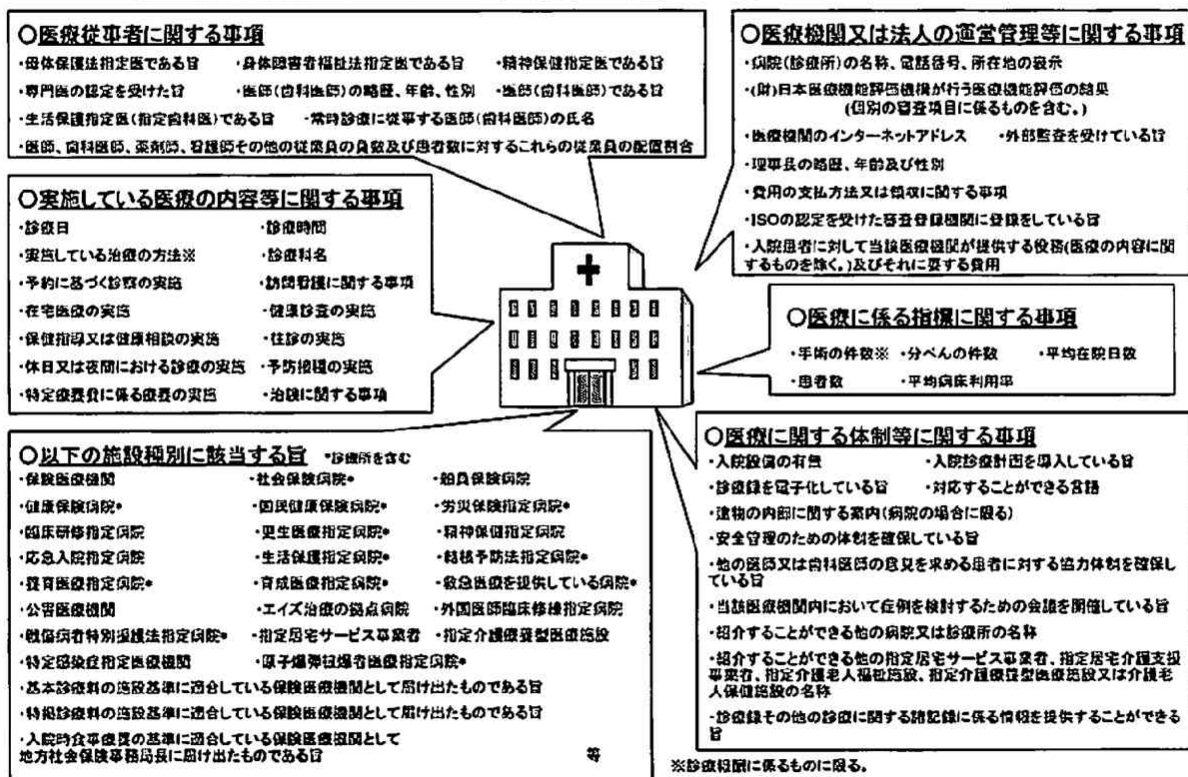 ○医療従事者に関する事項
・母体保護法指定医である旨 ・身体障害者福祉法指定医である旨 ・精神保健指定医である旨
・専門医の認定を受けた旨 ・医師(歯科医師)の略歴、年齢、性別 ・医師(歯科医師)である旨
・生活保護指定医(指定歯科医)である旨 ・常時診療に従事する医師(歯科医師)の氏名
・医師、歯科医師、薬剤師、看護師その他の従業員の員数及び患者数に対するこれらの従業員の配置割合
○医療機関又は法人の運営管理等に関する事項
・病院(診療所)の名称、電話番号、所在地の表示
・(財)日本医療機能評価機構が行う医療機能評価の結果
(個別の審査項目に係るものを含む。)
・医療機関のインターネットアドレス ・外部監査を受けている旨
・理事長の略歴、年齢及び性別
・費用の支払方法又は領収に関する事項
・ISOの認定を受けた審査登録機関に登録をしている旨
・入院患者に対して当該医療機関が提供する役務(医療の内容に関
するものを除く。)及びそれに要する費用
○実施している医療の内容等に関する事項
・診療日 ・診療時間
・実施している治療の方法※ ・診療科名
・予約に基づく診察の実施 ・訪問看護に関する事項
・在宅医療の実施 ・健康診査の実施
・保健指導又は健康相談の実施 ・往診の実施
・休日又は夜間における診療の実施 ・予防接種の実施
・特定療養費に係る療養の実施 ・治験に関する事項
○医療に係る指標に関する事項
・手術の件数※ ・分べんの件数 ・平均在院日数
・患者数 ・平均病床利用率
○以下の施設種別に該当する旨 *診療所を含む
・保険医療機関 ・社会保険病院* ・船員保険病院
・健康保険病院* ・国民健康保険病院* ・労災保険指定病院*
・臨床研修指定病院 ・更生医療指定病院* ・精神保健指定病院
・応急入院指定病院 ・生活保護指定病院* ・結核予防法指定病院*
・養育医療指定病院* ・育成医療指定病院* ・救急医療を提供している病院*
・公害医療機関 ・エイズ治療の拠点病院 ・外国医師臨床修練指定病院
・戦傷病者特別援護法指定病院* ・指定居宅サービス事業者 ・指定介護療養型医療施設
・特定感染症指定医療機関 ・原子爆弾被爆者医療指定病院*
・基本診療料の施設基準に適合している保険医療機関として届け出たものである旨
・特掲診療料の施設基準に適合している保険医療機関として届け出たものである旨
・入院時食事療養の基準に適合している保険医療機関として
地方社会保険事務局長に届け出たものである旨 等
○医療に関する体制等に関する事項
・入院設備の有無 ・入院診療計画を導入している旨
・診療録を電子化している旨 ・対応することができる言語
・建物の内部に関する案内(病院の場合に限る)
・安全管理のための体制を確保している旨
・他の医師又は歯科医師の意見を求める患者に対する協力体制を確保し
ている旨
・当該医療機関内において症例を検討するための会議を開催している旨
・紹介することができる他の病院又は診療所の名称
・紹介することができる他の指定居宅サービス事業者、指定居宅介護支援
事業者、指定介護老人福祉施設、指定介護療養型医療施設又は介護老
人保健施設の名称
・診療録その他の診療に関する諸記録に係る情報を提供することができる
旨
※診療報酬に係るものに限る。